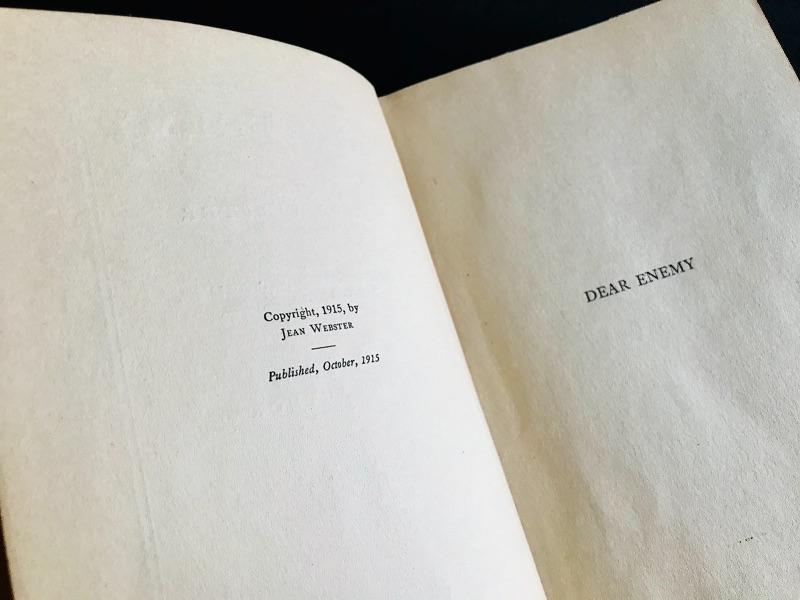 Copyright, 1915, by
JEAN WEBSTER
Published, October, 1915
DEAR ENEMY